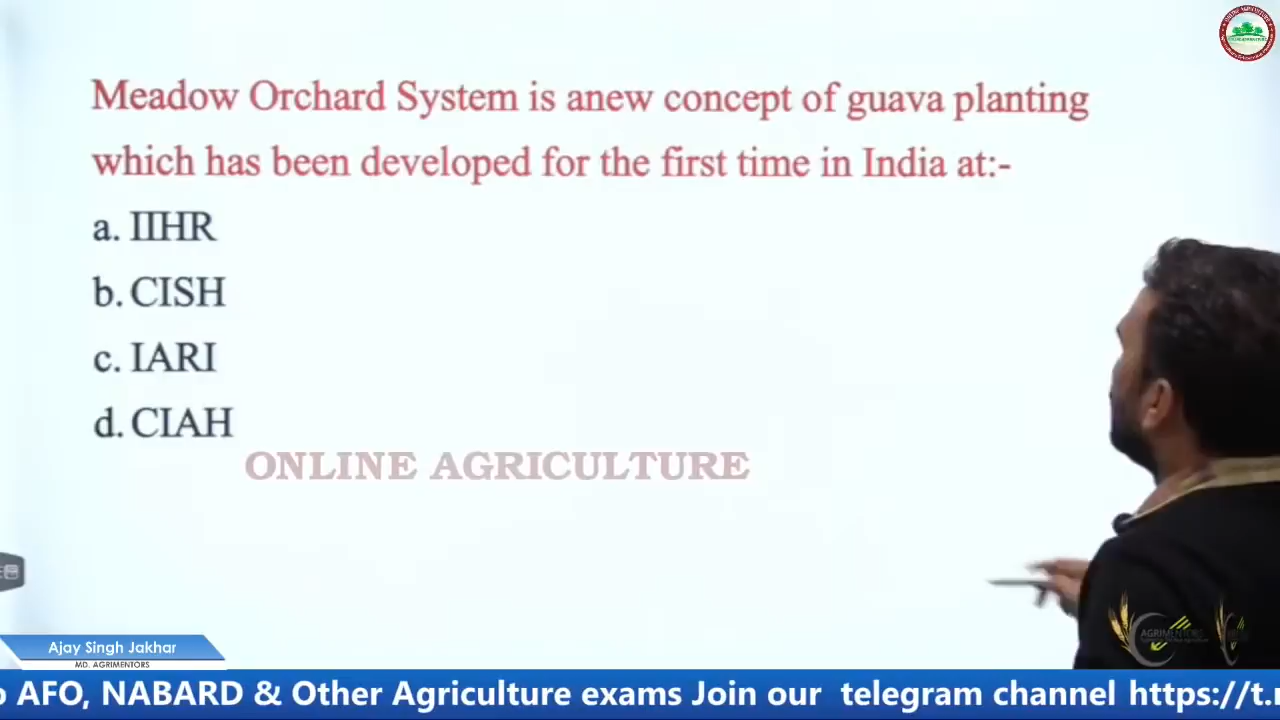 Meadow Orchard System is anew concept of guava planting
which has been developed for the first time in India at:-
a. IIHR
b. CISH
c. IARI
d. CIAH
ONLINE AGRICULTURE
AGRIMENTORS
Ajay Singh Jakhar
MD. AGRIMENTORS
AFO, NABARD & Other Agriculture exams Join our telegram channel https://t.